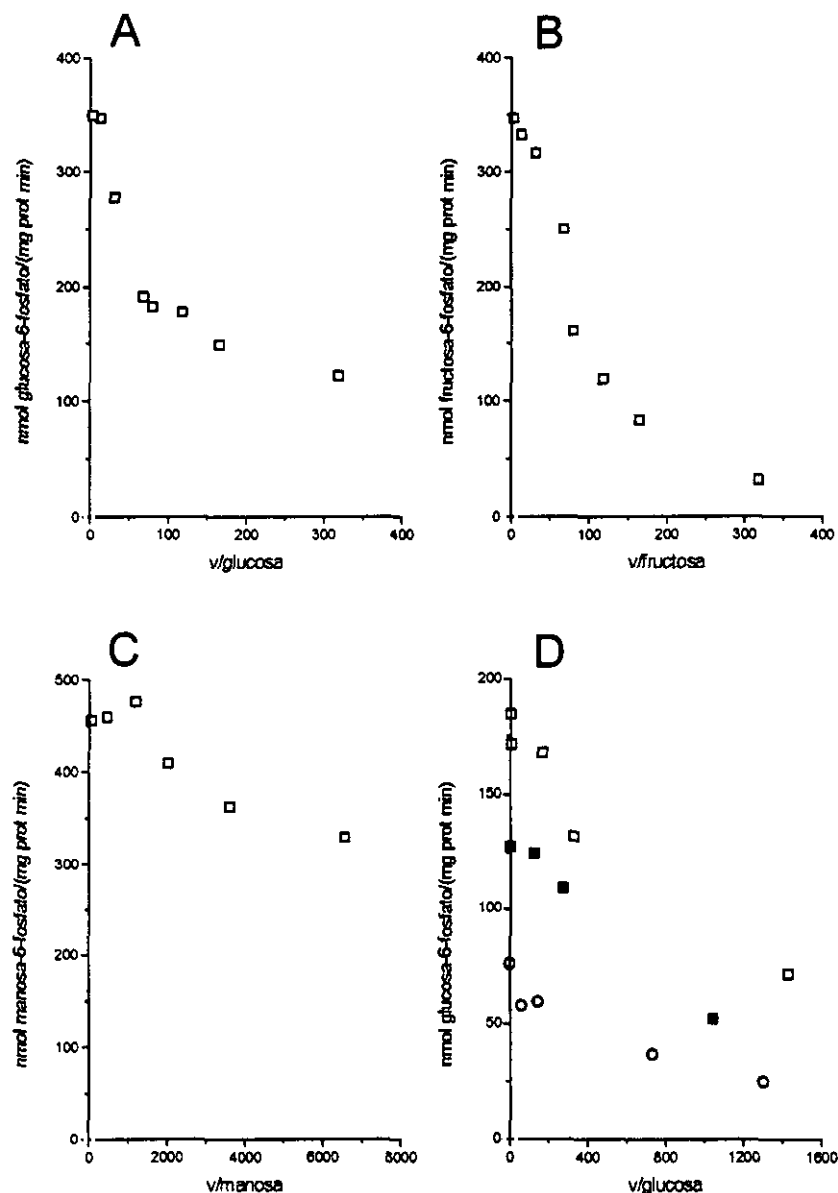 A
400
300
200
100
0
nmol glucosa-6-fosfato/(mg prot min)
0 100 200 300 400
v/glucosa
B
400
300
200
100
0
nmol fructosa-6-fosfato/(mg prot min)
0 100 200 300 400
v/fructosa
C
500
400
300
200
100
0
nmol manosa-6-fosfato/(mg prot min)
0 2000 4000 6000 8000
v/manosa
D
200
150
100
50
0
nmol glucosa-6-fosfato/(mg prot min)
0 400 800 1200 1600
v/glucosa